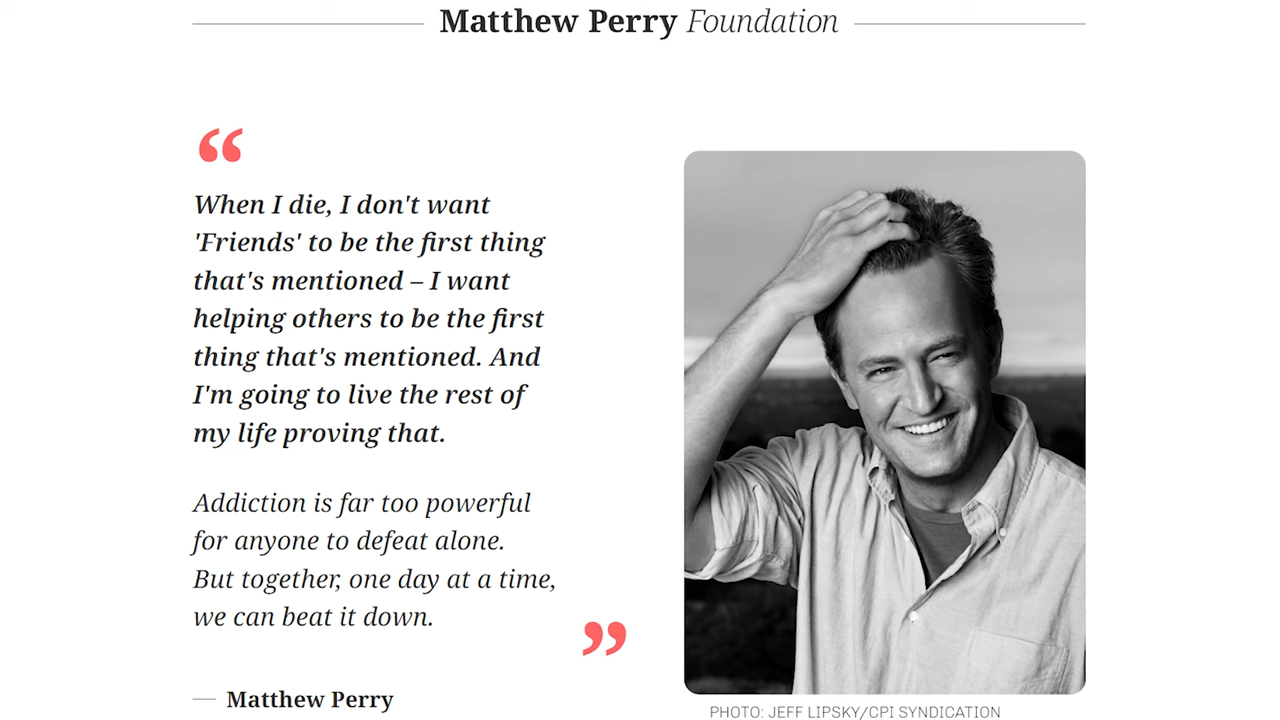 Matthew Perry Foundation
“
When I die, I don't want
'Friends' to be the first thing
that's mentioned – I want
helping others to be the first
thing that's mentioned. And
I'm going to live the rest of
my life proving that.
Addiction is far too powerful
for anyone to defeat alone.
But together, one day at a time,
we can beat it down.
”
— Matthew Perry
PHOTO: JEFF LIPSKY/CPI SYNDICATION